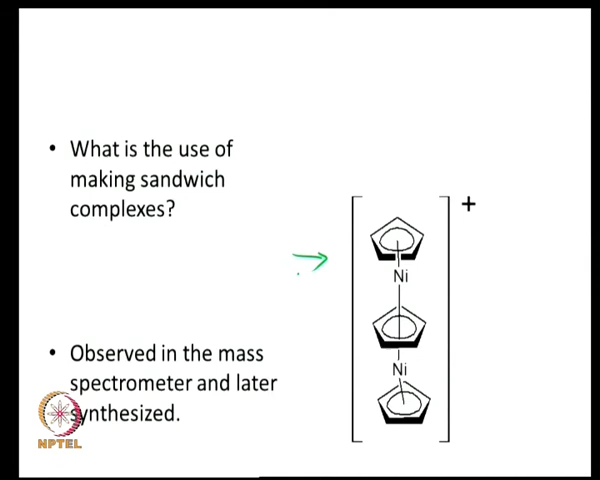 • What is the use of
making sandwich
complexes?
+
Ni
Ni
• Observed in the mass
spectrometer and later
synthesized.
NPTEL